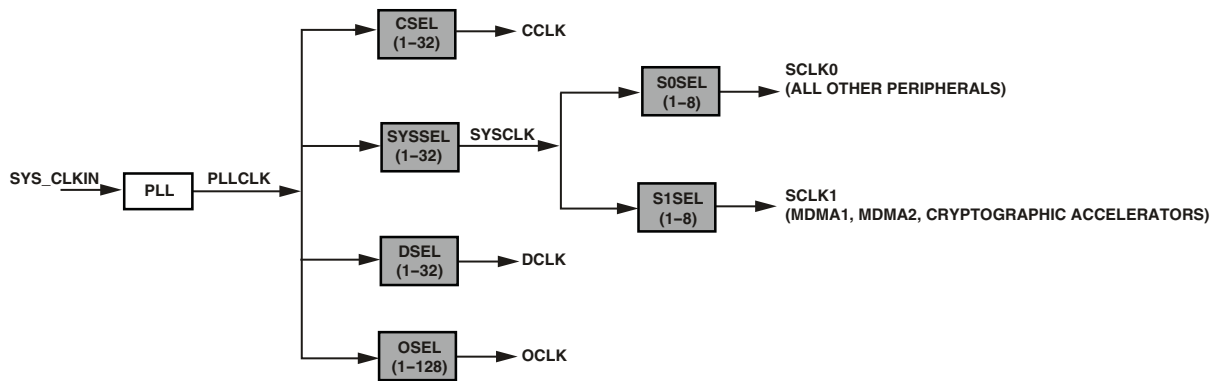 CSEL
(1–32)
CCLK
S0SEL
(1–8)
SCLK0
(ALL OTHER PERIPHERALS)
SYSSEL
(1–32)
SYSCLK
SYS_CLKIN
PLL
PLLCLK
S1SEL
(1–8)
SCLK1
(MDMA1, MDMA2, CRYPTOGRAPHIC ACCELERATORS)
DSEL
(1–32)
DCLK
OSEL
(1–128)
OCLK